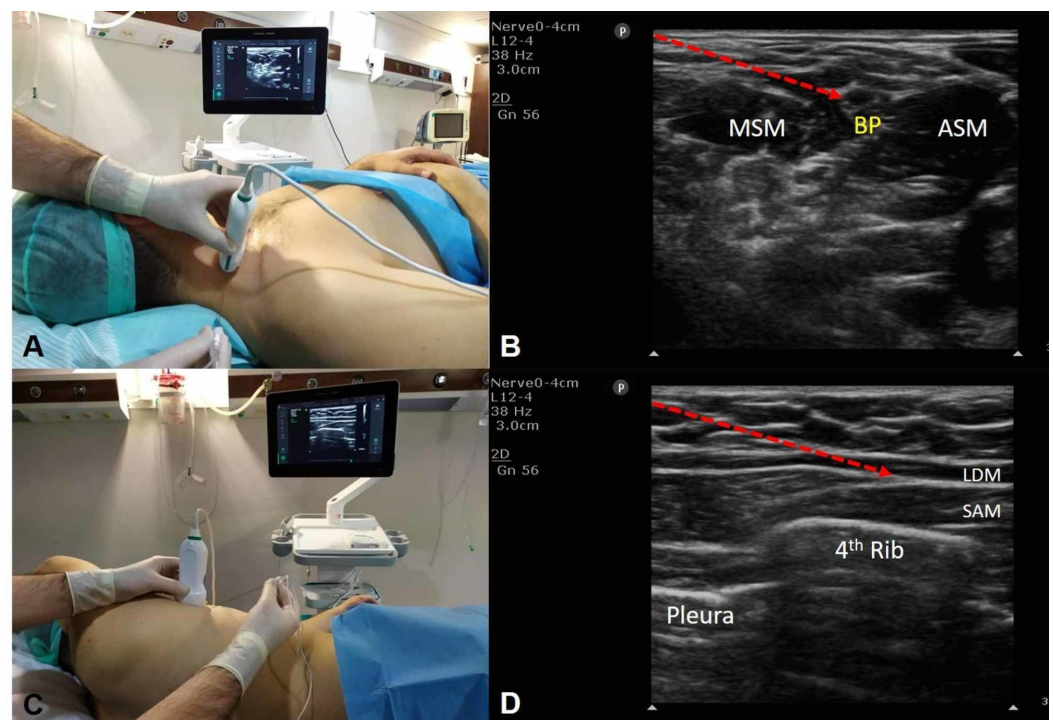 A
Nerve0-4cm
L12-4
38 Hz
3.0cm
2D
Gn 56
P
MSM
BP
ASM
B
C
Nerve0-4cm
L12-4
38 Hz
3.0cm
2D
Gn 56
P
LDM
SAM
4th Rib
Pleura
3
D